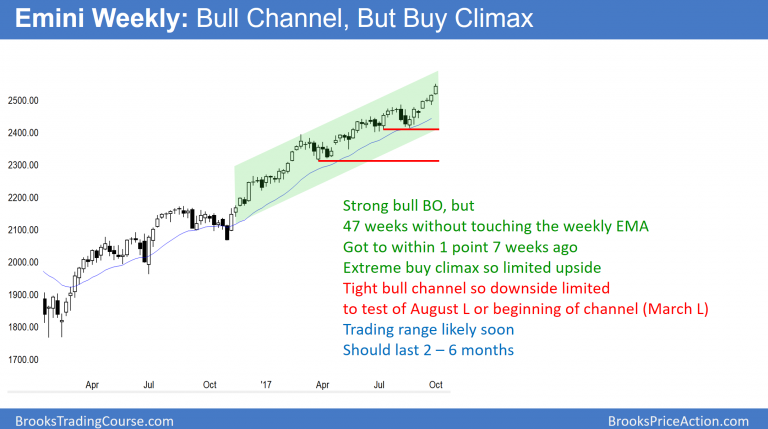 Emini Weekly: Bull Channel, But Buy Climax
2500.00
2400.00
2300.00
2200.00
2100.00
2000.00
1900.00
1800.00
1700.00
Strong bull BO, but
47 weeks without touching the weekly EMA
Got to within 1 point 7 weeks ago
Extreme buy climax so limited upside
Tight bull channel so downside limited
to test of August L or beginning of channel (March L)
Trading range likely soon
Should last 2 – 6 months
Apr Jul Oct '17 Apr Jul Oct
BrooksTradingCourse.com BrooksPriceAction.com